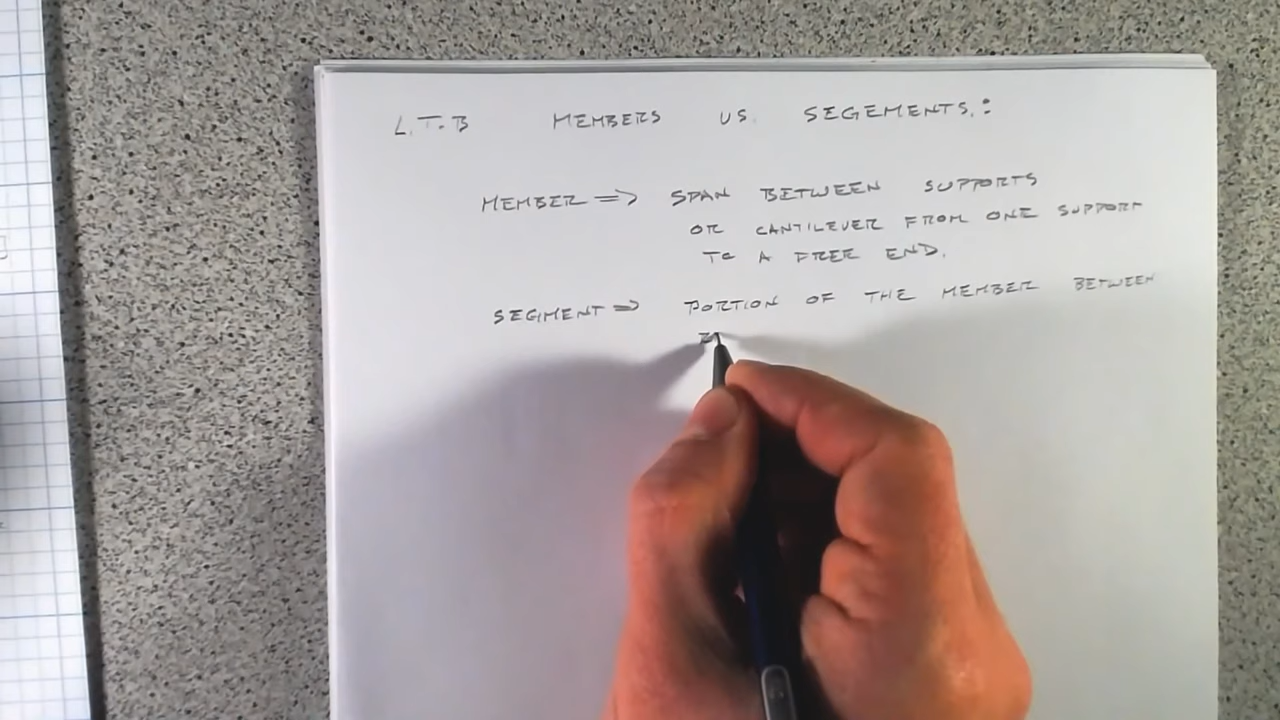 L.T.B MEMBERS VS. SEGEMENTS.:
MEMBER => SPAN BETWEEN SUPPORTS
OR CANTILEVER FROM ONE SUPPORT
TO A FREE END.
SEGMENT => PORTION OF THE MEMBER BETWEEN